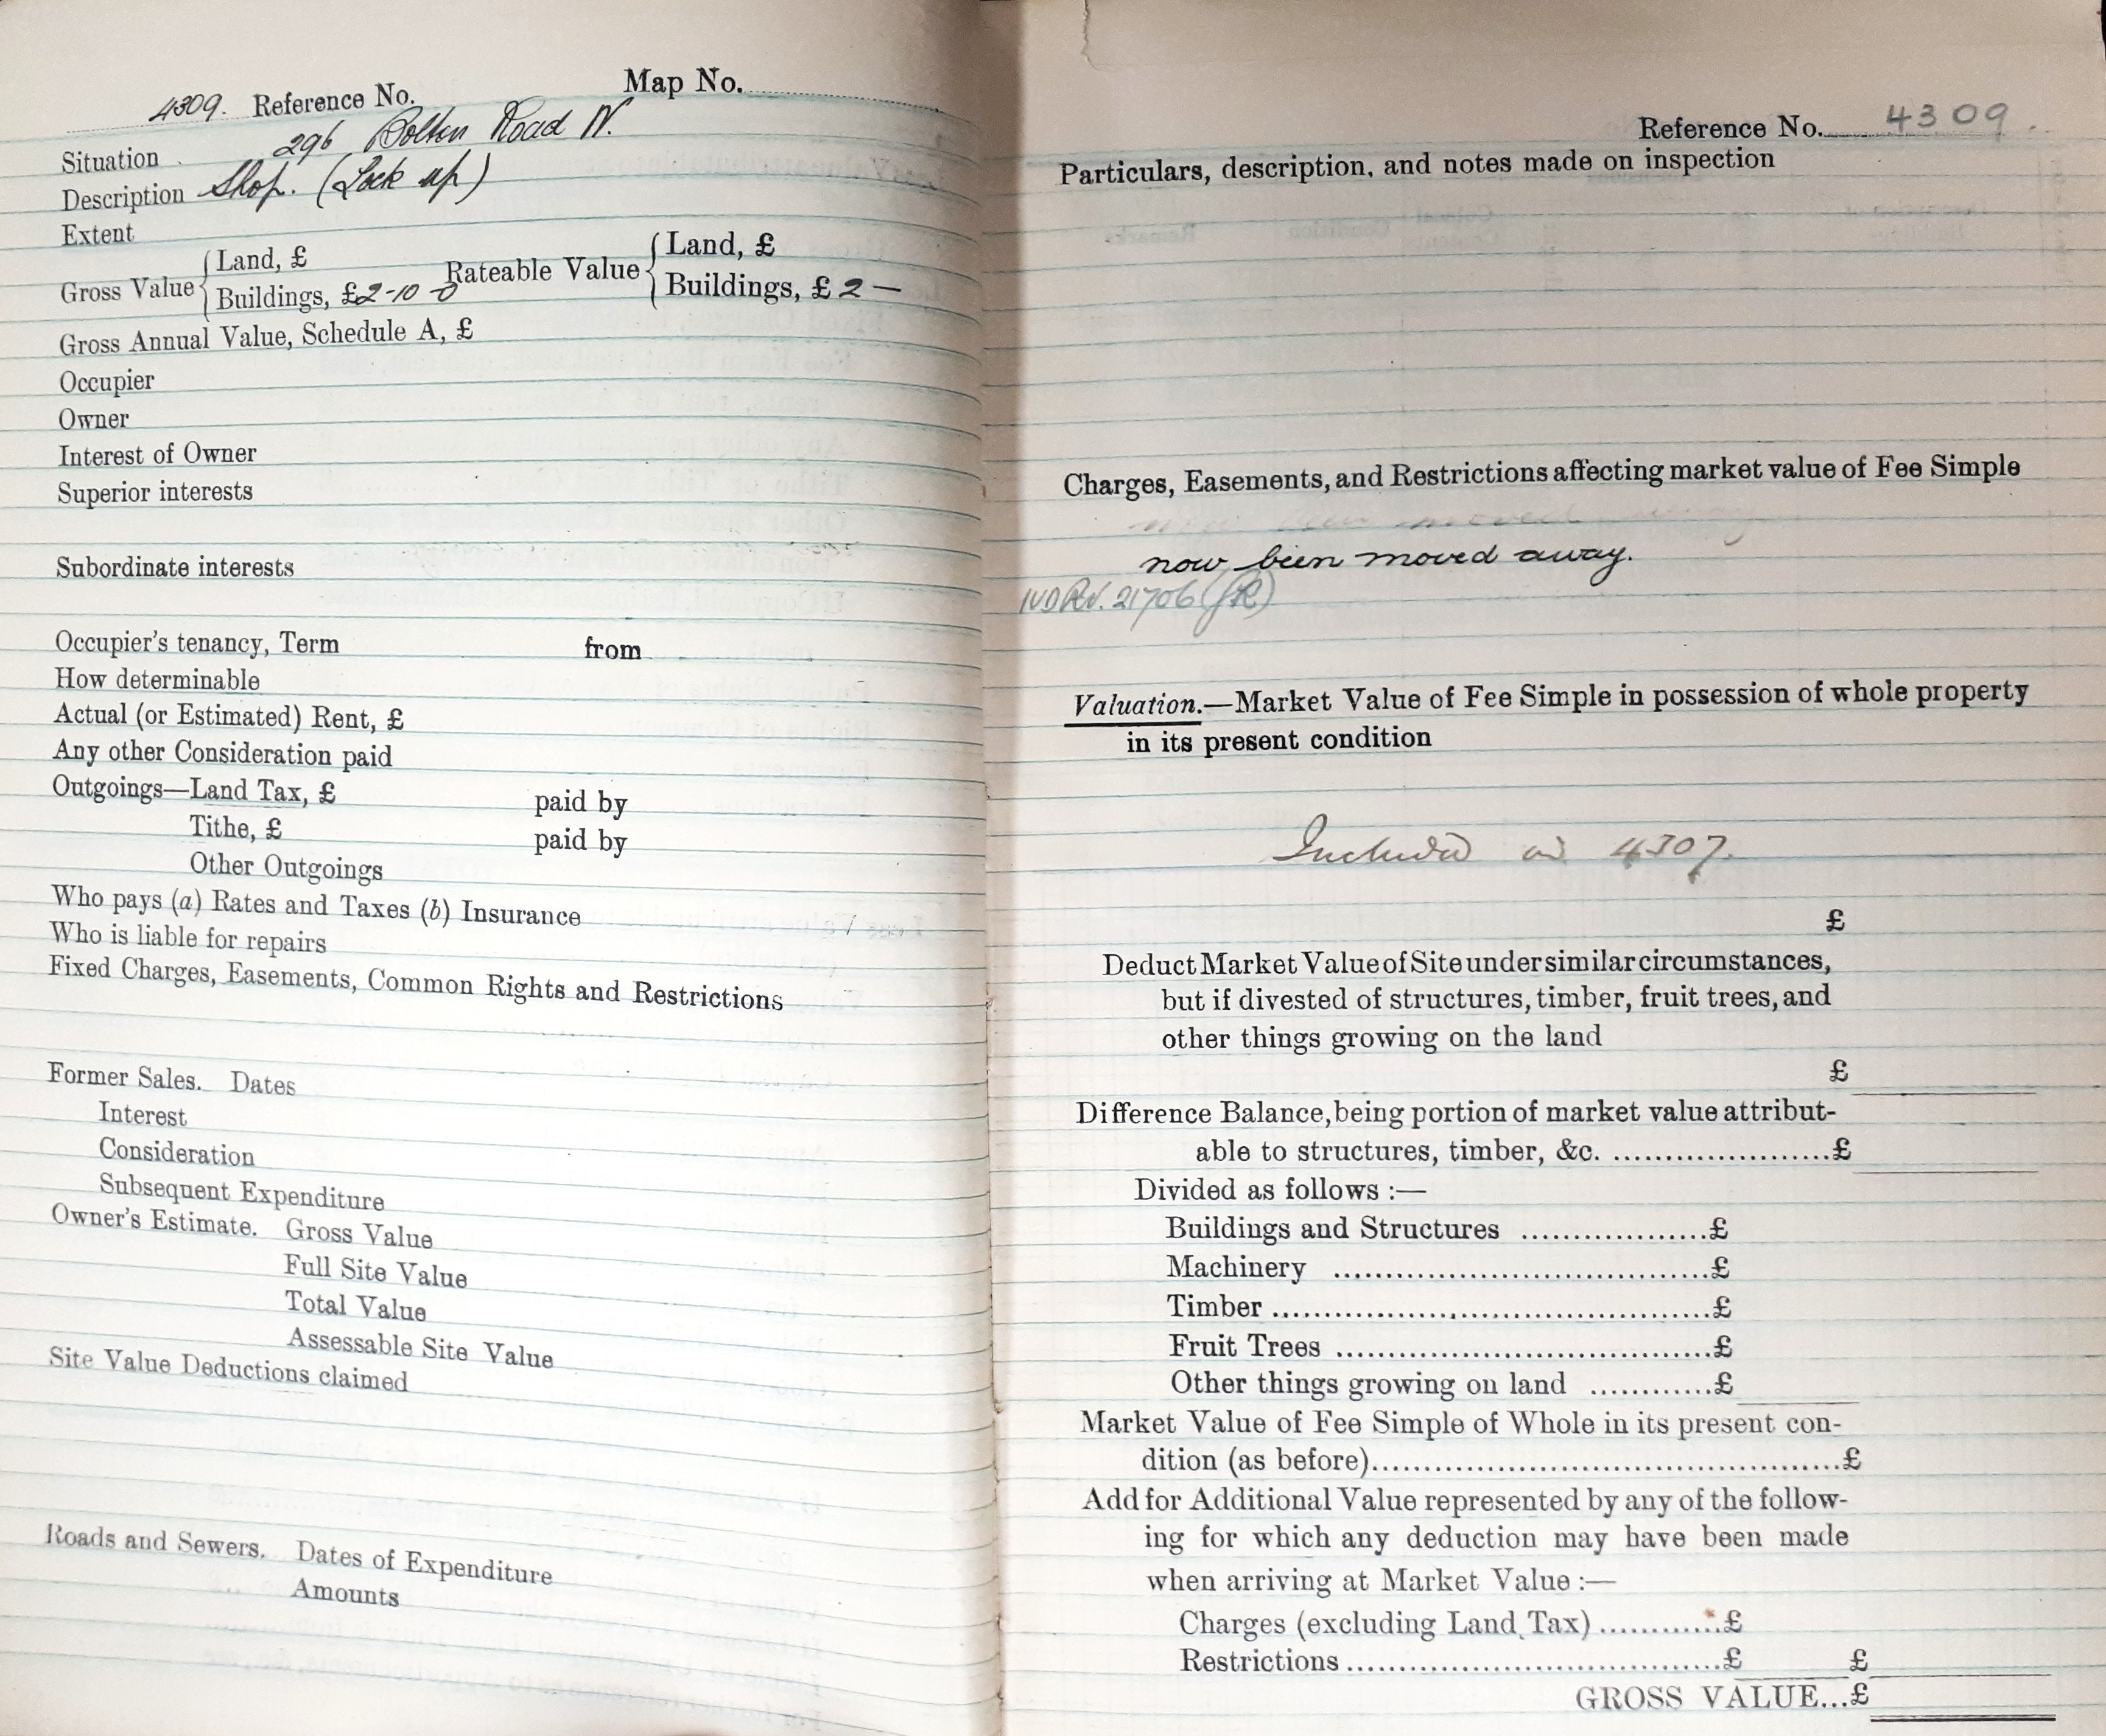 4309. Reference No. Map No.
Situation 296 Bolton Road N.
Description Shop. (Lock up)
Extent
Gross Value { Land, £ Rateable Value { Land, £
Buildings, £2-10-0 Buildings, £2 —
Gross Annual Value, Schedule A, £
Occupier
Owner
Interest of Owner
Superior interests
Subordinate interests
Occupier's tenancy, Term from
How determinable
Actual (or Estimated) Rent, £
Any other Consideration paid
Outgoings—Land Tax, £ paid by
Tithe, £ paid by
Other Outgoings
Who pays (a) Rates and Taxes (b) Insurance
Who is liable for repairs
Fixed Charges, Easements, Common Rights and Restrictions
Former Sales. Dates
Interest
Consideration
Subsequent Expenditure
Owner's Estimate. Gross Value
Full Site Value
Total Value
Assessable Site Value
Site Value Deductions claimed
Roads and Sewers. Dates of Expenditure
Amounts
Reference No. 4309.
Particulars, description, and notes made on inspection
Charges, Easements, and Restrictions affecting market value of Fee Simple
now been moved away
now been moved away.
21706
Valuation.—Market Value of Fee Simple in possession of whole property
in its present condition
Included in 4307.
£
Deduct Market Value of Site under similar circumstances,
but if divested of structures, timber, fruit trees, and
other things growing on the land
£
Difference Balance, being portion of market value attribut-
able to structures, timber, &c. ......................£
Divided as follows :—
Buildings and Structures ...................£
Machinery ......................................£
Timber ............................................£
Fruit Trees ......................................£
Other things growing on land ............£
Market Value of Fee Simple of Whole in its present con-
dition (as before)................................................£
Add for Additional Value represented by any of the follow-
ing for which any deduction may have been made
when arriving at Market Value :—
Charges (excluding Land Tax) ............£
Restrictions ......................................£ £
GROSS VALUE...£